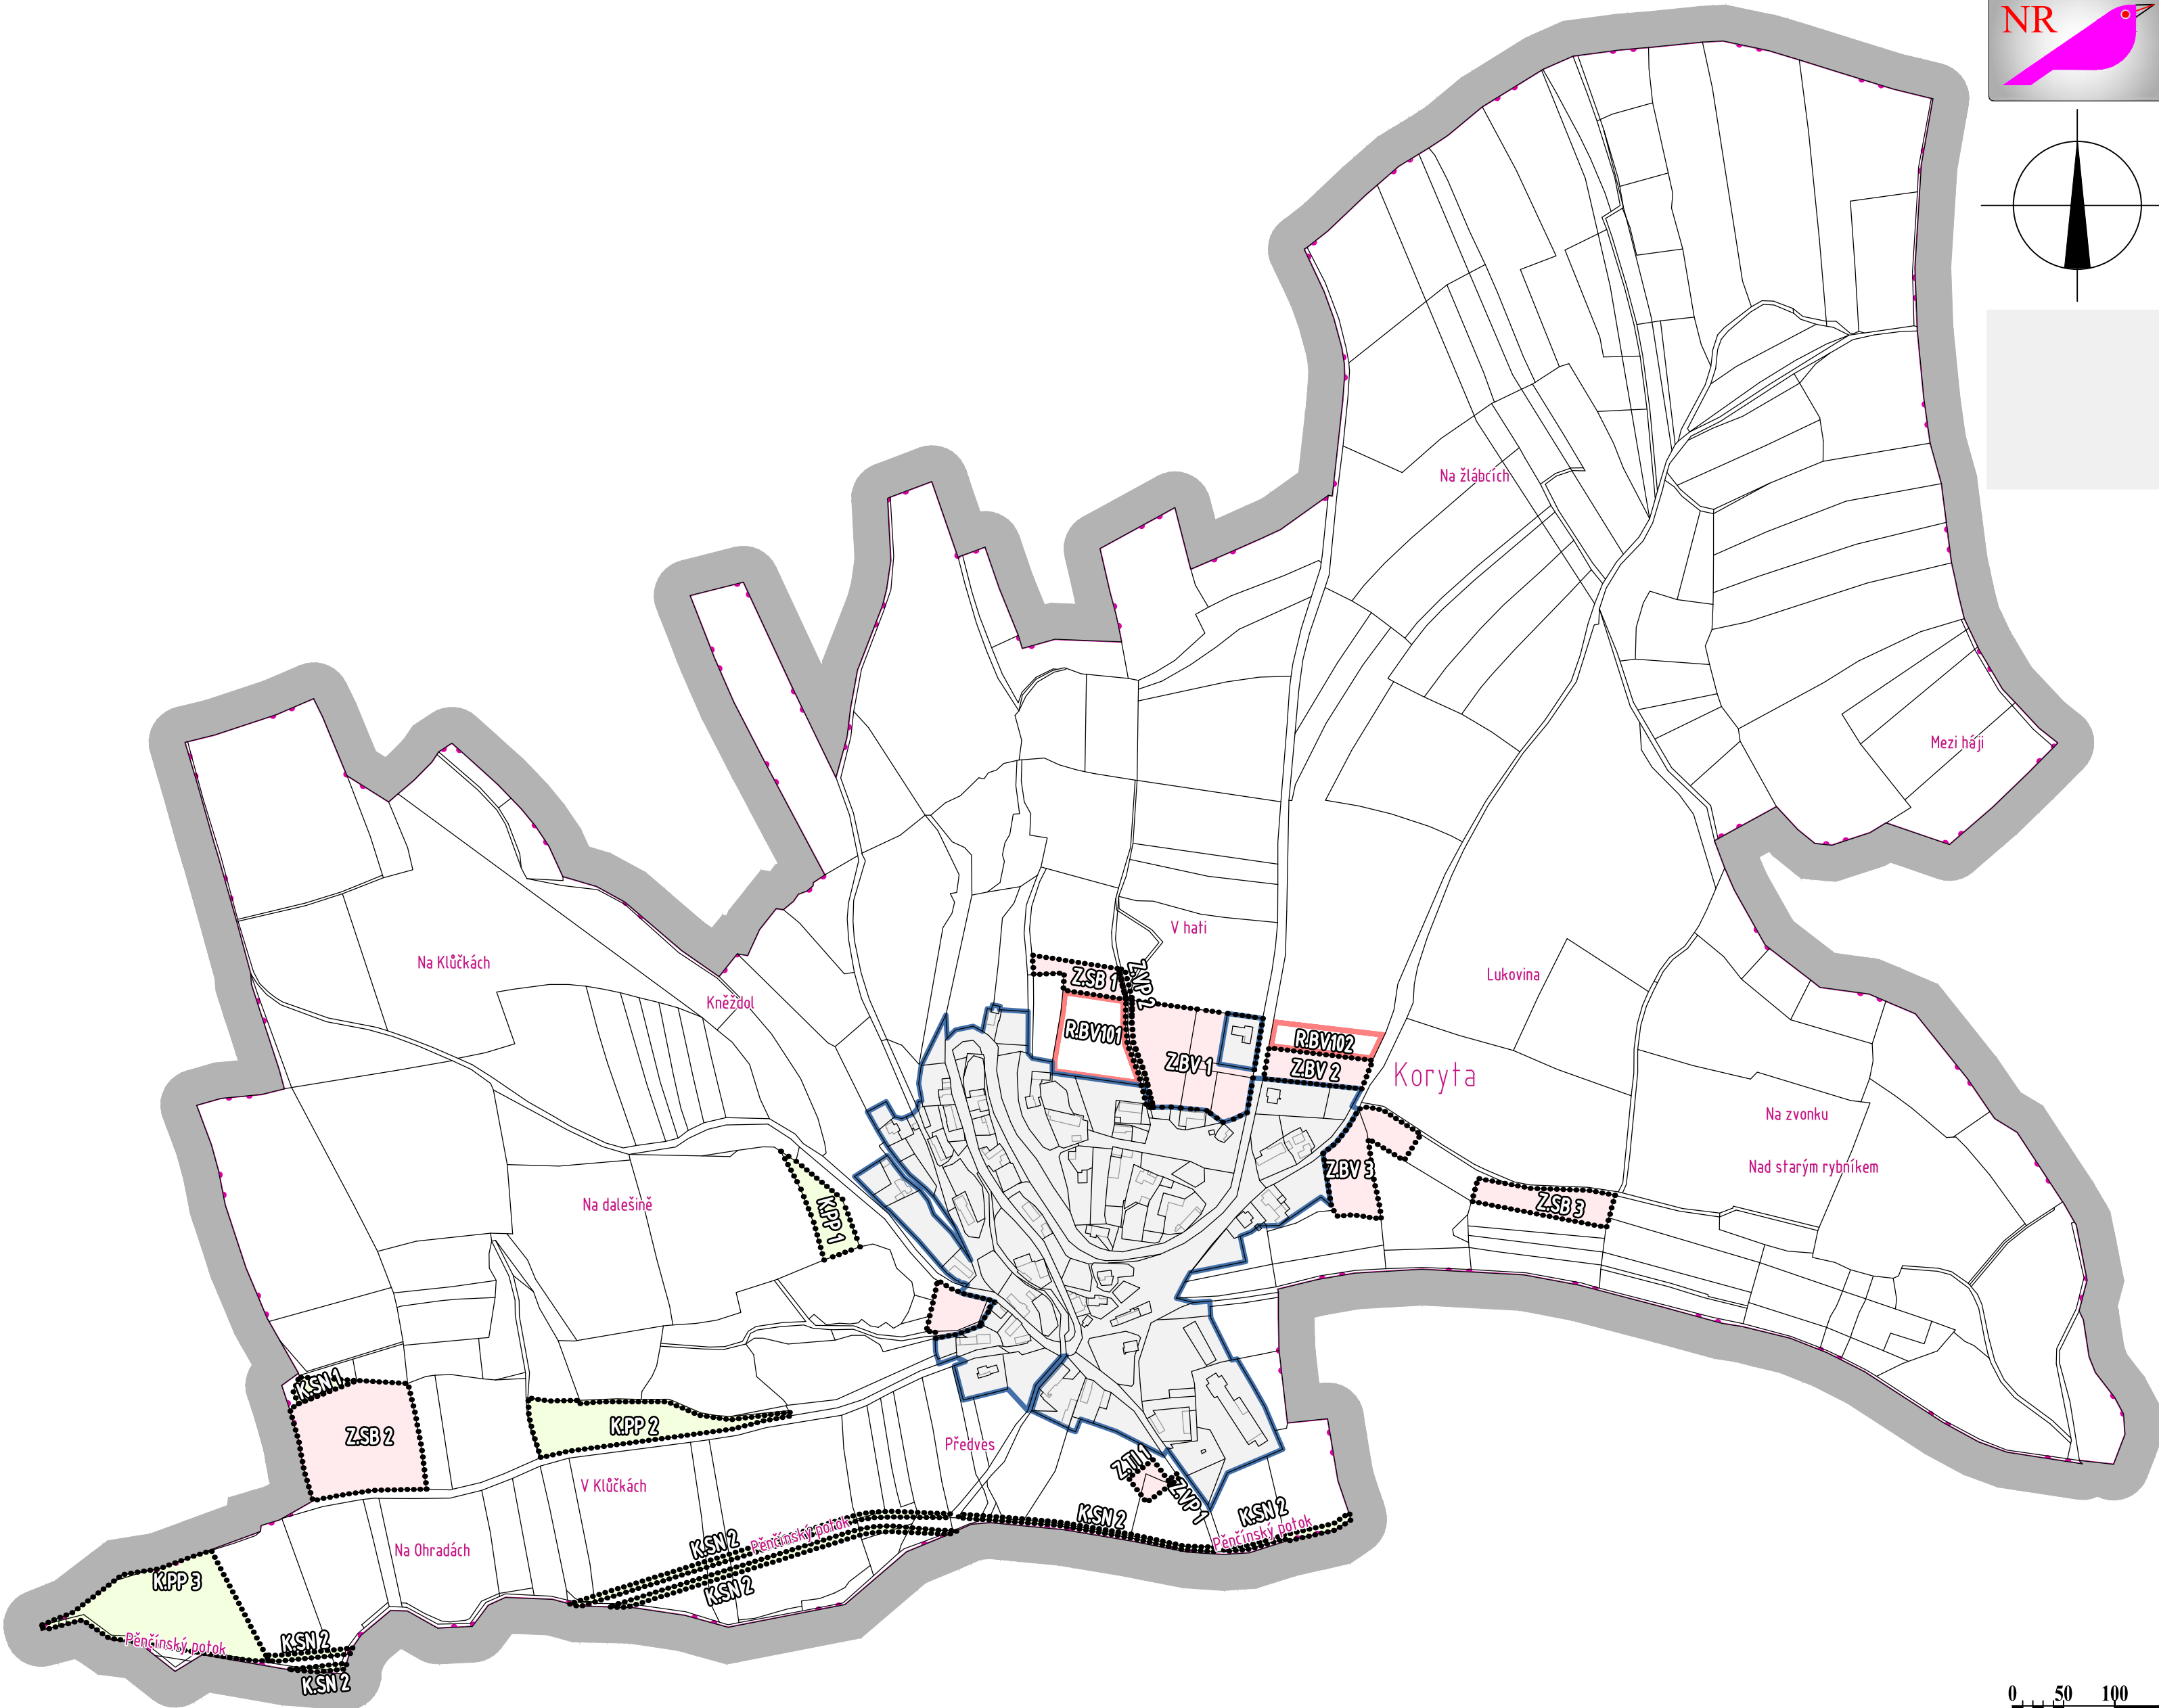 NR
Na žlábcích
Mezi háji
V hati
Na Klůčkách
Lukovina
Kněždol
Z.SB 1
Z.VP 2
R.BV101
R.BV102
Z.BV 1
Z.BV 2
Koryta
Na zvonku
Nad starým rybníkem
Z.BV 3
Na dalešině
K.PP 1
Z.SB 3
K.SN 1
Z.SB 2
K.PP 2
Předves
Z.TI 1
V Klůčkách
Z.VP 1
K.SN 2
K.SN 2
Pěnčínský potok
Pěnčínský potok
K.SN 2
Na Ohradách
K.PP 3
K.SN 2
Pěnčínský potok
K.SN 2
K.SN 2
0 50 100